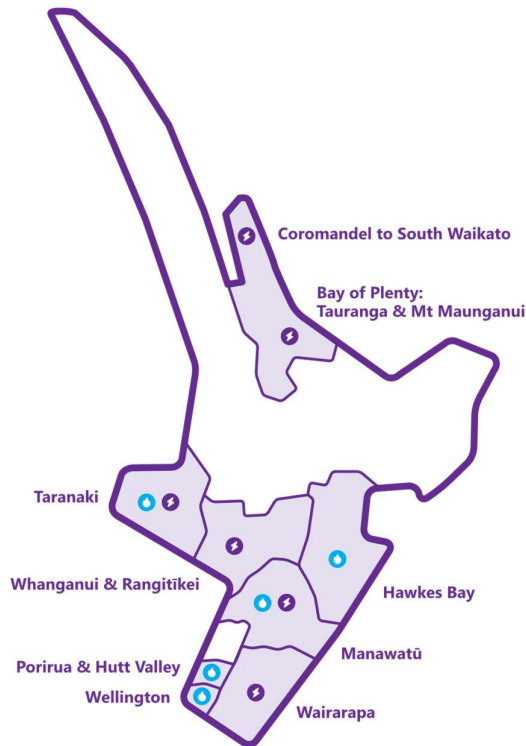 Coromandel to South Waikato
Bay of Plenty:
Tauranga & Mt Maunganui
Taranaki
Whanganui & Rangitīkei
Hawkes Bay
Manawatū
Porirua & Hutt Valley
Wellington
Wairarapa